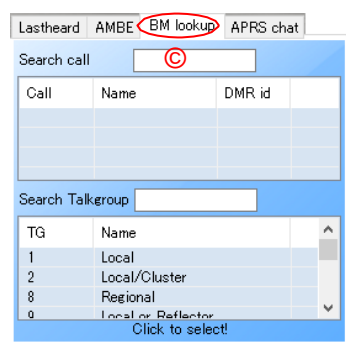 Lastheard AMBE BM lookup APRS chat
Search call ©
Call Name DMR id
Search Talkgroup
TG Name
1 Local
2 Local/Cluster
8 Regional
9 Local or Reflector
Click to select!